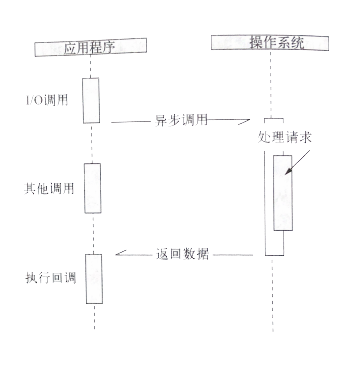 应用程序
操作系统
I/O调用
异步调用
处理请求
其他调用
返回数据
执行回调